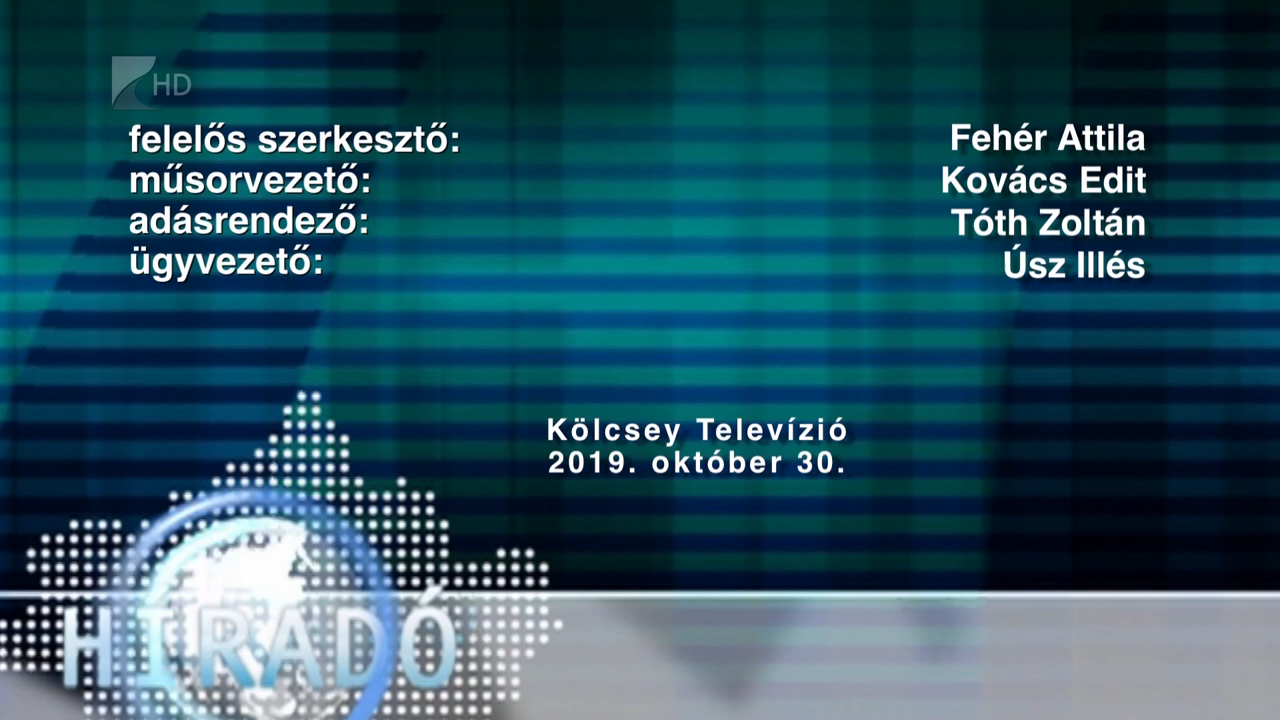 HD
felelős szerkesztő: Fehér Attila
műsorvezető: Kovács Edit
adásrendező: Tóth Zoltán
ügyvezető: Úsz Illés
Kölcsey Televízió
2019. október 30.
HÍRADÓ